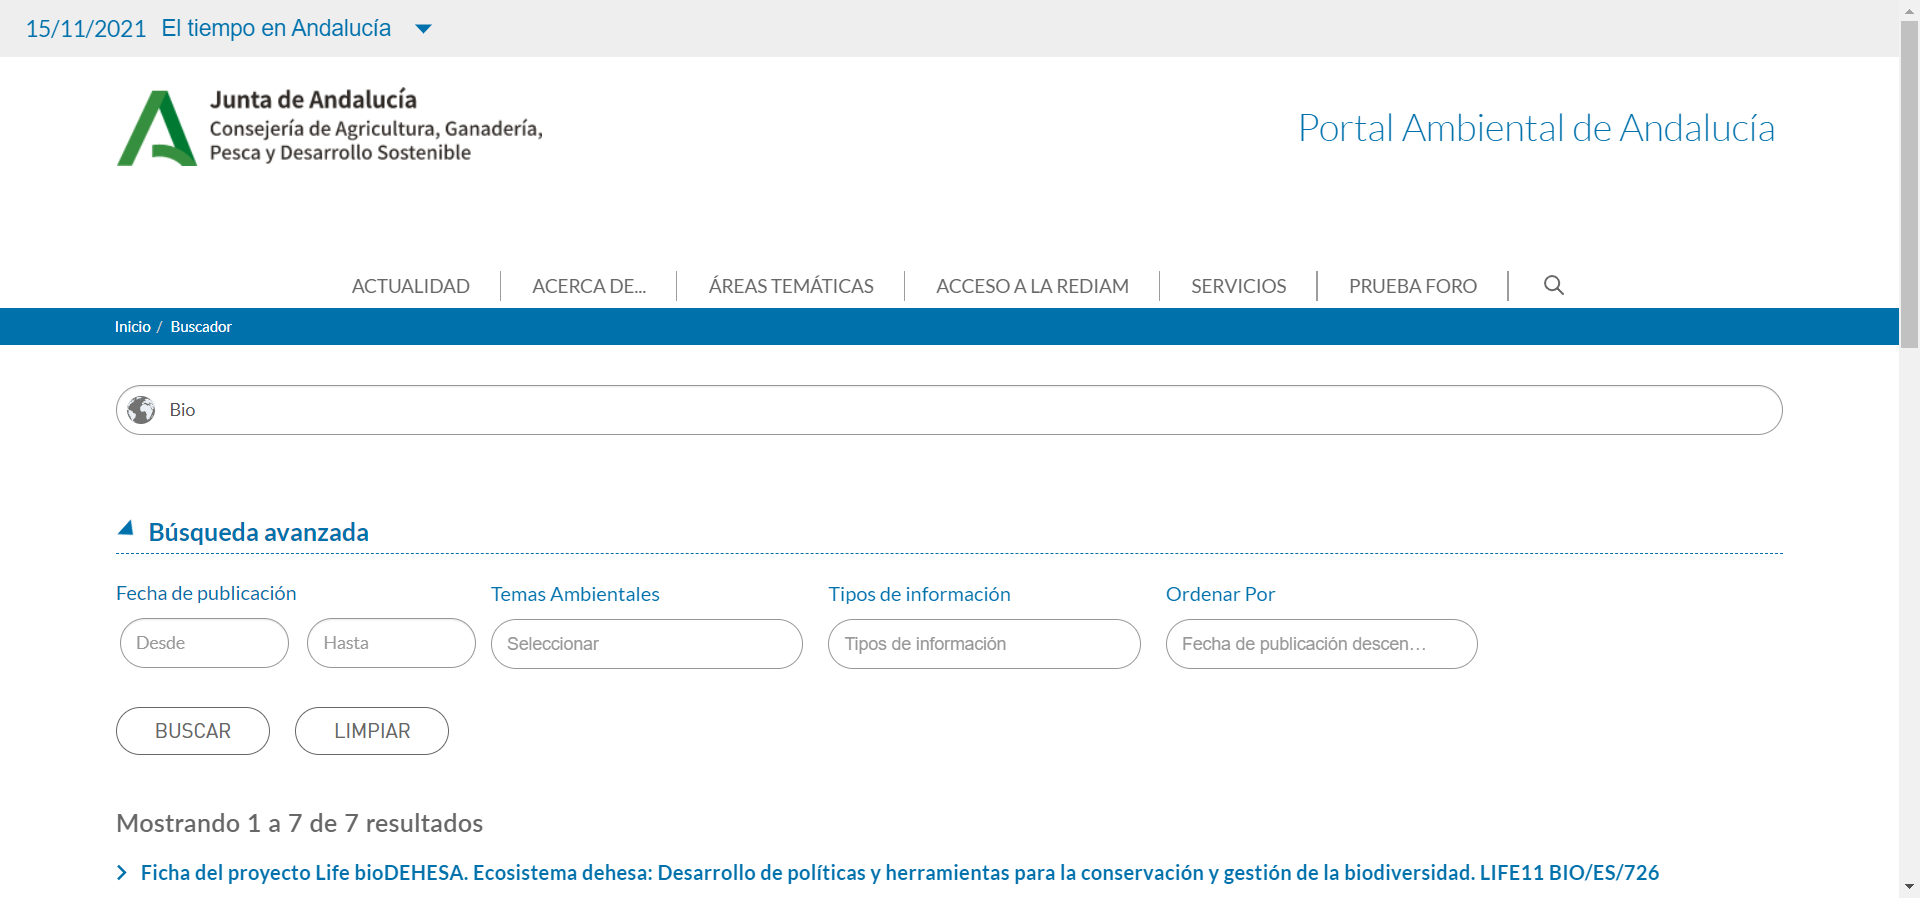 15/11/2021 El tiempo en Andalucía
Junta de Andalucía
Consejería de Agricultura, Ganadería,
Pesca y Desarrollo Sostenible
Portal Ambiental de Andalucía
ACTUALIDAD ACERCA DE... ÁREAS TEMÁTICAS ACCESO A LA REDIAM SERVICIOS PRUEBA FORO
Inicio / Buscador
Bio
Búsqueda avanzada
Fecha de publicación Temas Ambientales Tipos de información Ordenar Por
Desde Hasta Seleccionar Tipos de información Fecha de publicación descen...
BUSCAR LIMPIAR
Mostrando 1 a 7 de 7 resultados
Ficha del proyecto Life bioDEHESA. Ecosistema dehesa: Desarrollo de políticas y herramientas para la conservación y gestión de la biodiversidad. LIFE11 BIO/ES/726